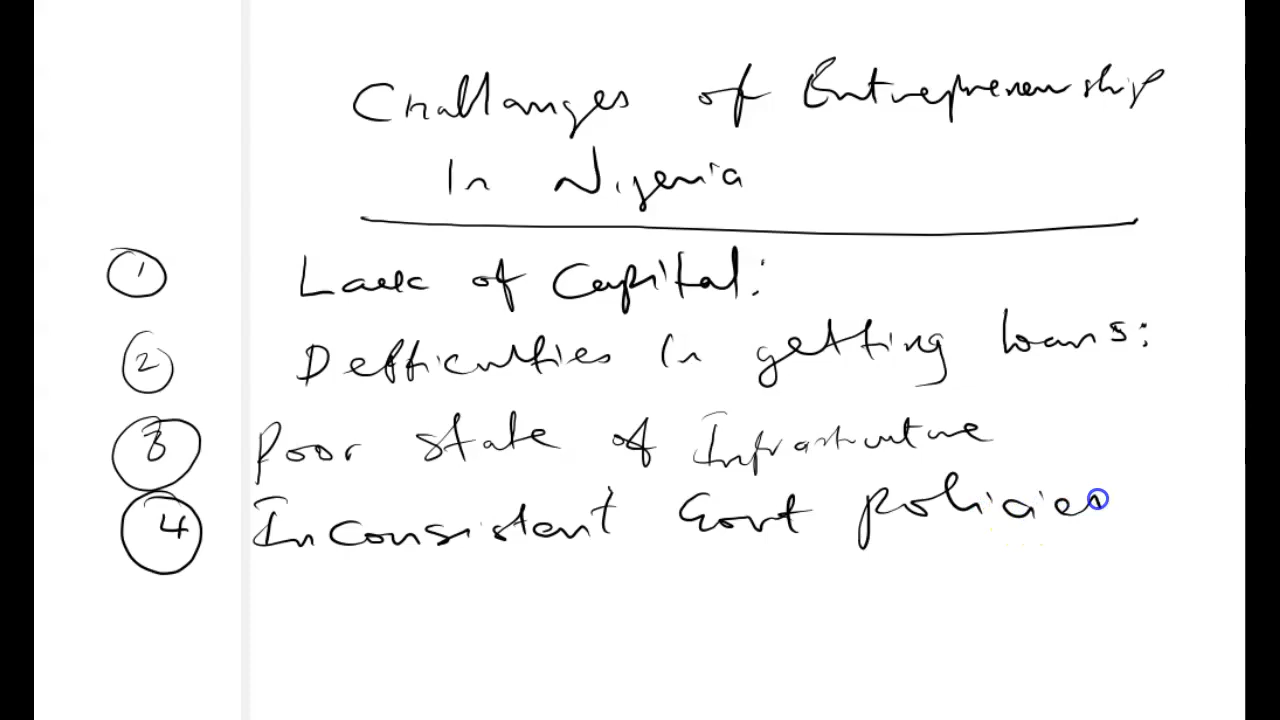 Challanges of Entrepreneurship
In Nigeria
1 Lack of Capital:
2 Defficulties in getting loans:
3 Poor state of Infrastructure
4 Inconsistent Govt policies